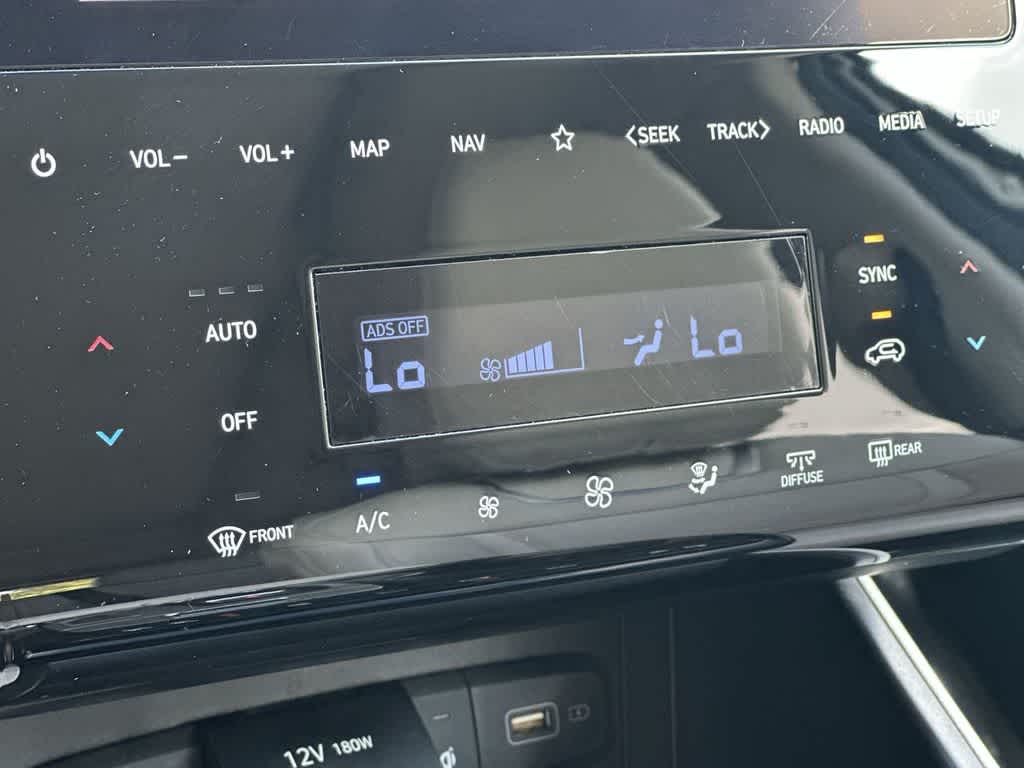 VOL− VOL+ MAP NAV <SEEK TRACK> RADIO MEDIA SETUP
SYNC
AUTO
ADS OFF
Lo Lo
OFF
FRONT A/C DIFFUSE REAR
12V 180W